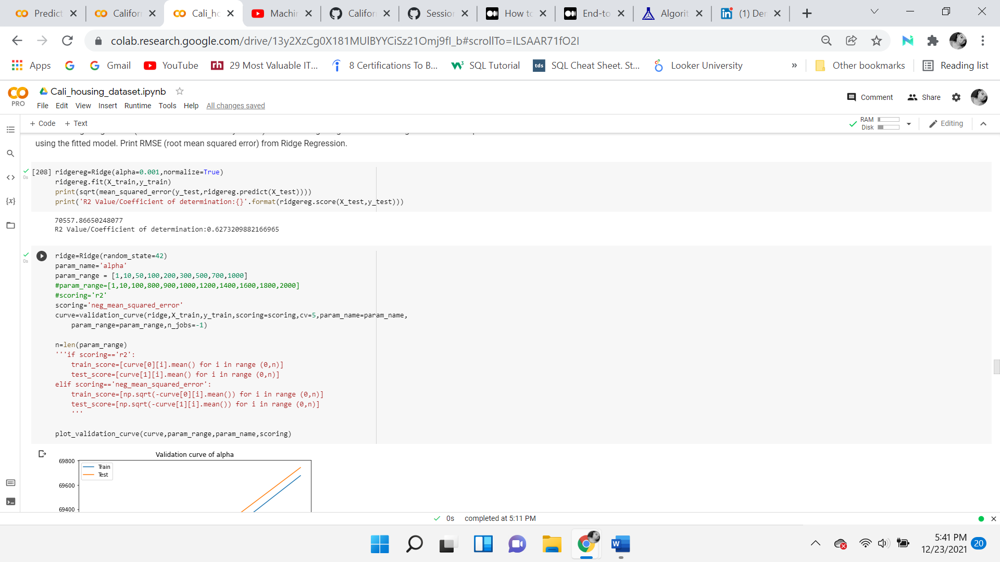 Predict
Califor
Cali_ho
Machi
Califor
Session
How to
End-to
Algorit
(1) Der
colab.research.google.com/drive/13y2XzCg0X181MUlBYYCiSz21Omj9fI_b#scrollTo=ILSAAR71fO2I
Apps
Gmail
YouTube
rh 29 Most Valuable IT...
8 Certifications To B...
SQL Tutorial
tds SQL Cheat Sheet. St...
Looker University
»
Other bookmarks
Reading list
PRO
Cali_housing_dataset.ipynb
Comment
Share
File Edit View Insert Runtime Tools Help All changes saved
+ Code + Text
RAM
Disk
Editing
using the fitted model. Print RMSE (root mean squared error) from Ridge Regression.
0s
[208] ridgereg=Ridge(alpha=0.001,normalize=True)
ridgereg.fit(X_train,y_train)
print(sqrt(mean_squared_error(y_test,ridgereg.predict(X_test))))
print('R2 Value/Coefficient of determination:{}'.format(ridgereg.score(X_test,y_test)))
70557.86650248077
R2 Value/Coefficient of determination:0.6273209882166965
0s
ridge=Ridge(random_state=42)
param_name='alpha'
param_range = [1,10,50,100,200,300,500,700,1000]
#param_range=[1,10,100,800,900,1000,1200,1400,1600,1800,2000]
#scoring='r2'
scoring='neg_mean_squared_error'
curve=validation_curve(ridge,X_train,y_train,scoring=scoring,cv=5,param_name=param_name,
param_range=param_range,n_jobs=-1)
n=len(param_range)
'''if scoring=='r2':
train_score=[curve[0][i].mean() for i in range (0,n)]
test_score=[curve[1][i].mean() for i in range (0,n)]
elif scoring=='neg_mean_squared_error':
train_score=[np.sqrt(-curve[0][i].mean()) for i in range (0,n)]
test_score=[np.sqrt(-curve[1][i].mean()) for i in range (0,n)]
'''
plot_validation_curve(curve,param_range,param_name,scoring)
Validation curve of alpha
69800
Train
Test
69600
69400
0s completed at 5:11 PM
W
5:41 PM
12/23/2021
20